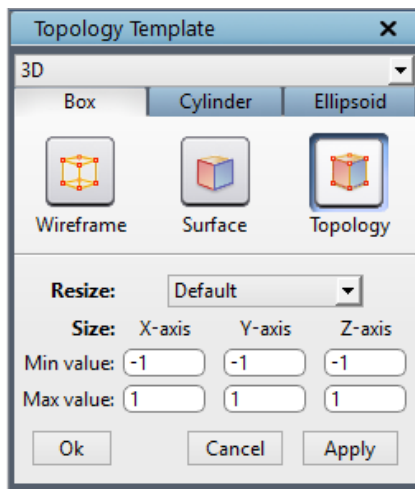 Topology Template
3D
Box Cylinder Ellipsoid
Wireframe Surface Topology
Resize: Default
Size: X-axis Y-axis Z-axis
Min value: -1 -1 -1
Max value: 1 1 1
Ok Cancel Apply